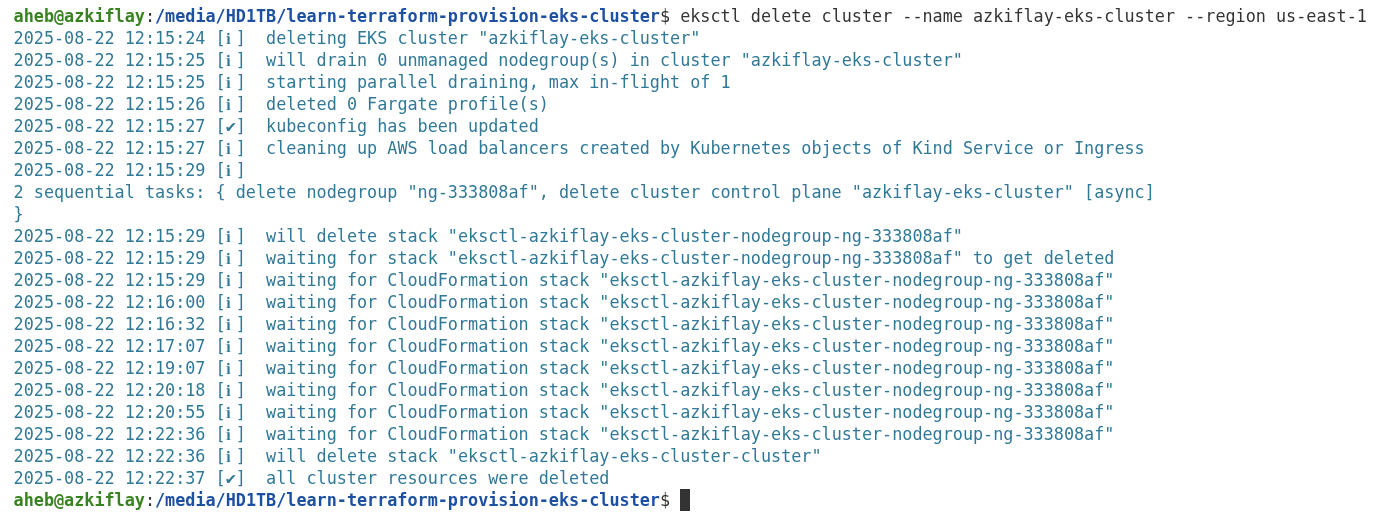 aheb@azkiflay:/media/HD1TB/learn-terraform-provision-eks-cluster$ eksctl delete cluster --name azkiflay-eks-cluster --region us-east-1
2025-08-22 12:15:24 [ℹ]  deleting EKS cluster "azkiflay-eks-cluster"
2025-08-22 12:15:25 [ℹ]  will drain 0 unmanaged nodegroup(s) in cluster "azkiflay-eks-cluster"
2025-08-22 12:15:25 [ℹ]  starting parallel draining, max in-flight of 1
2025-08-22 12:15:26 [ℹ]  deleted 0 Fargate profile(s)
2025-08-22 12:15:27 [✔]  kubeconfig has been updated
2025-08-22 12:15:27 [ℹ]  cleaning up AWS load balancers created by Kubernetes objects of Kind Service or Ingress
2025-08-22 12:15:29 [ℹ]
2 sequential tasks: { delete nodegroup "ng-333808af", delete cluster control plane "azkiflay-eks-cluster" [async]
}
2025-08-22 12:15:29 [ℹ]  will delete stack "eksctl-azkiflay-eks-cluster-nodegroup-ng-333808af"
2025-08-22 12:15:29 [ℹ]  waiting for stack "eksctl-azkiflay-eks-cluster-nodegroup-ng-333808af" to get deleted
2025-08-22 12:15:29 [ℹ]  waiting for CloudFormation stack "eksctl-azkiflay-eks-cluster-nodegroup-ng-333808af"
2025-08-22 12:16:00 [ℹ]  waiting for CloudFormation stack "eksctl-azkiflay-eks-cluster-nodegroup-ng-333808af"
2025-08-22 12:16:32 [ℹ]  waiting for CloudFormation stack "eksctl-azkiflay-eks-cluster-nodegroup-ng-333808af"
2025-08-22 12:17:07 [ℹ]  waiting for CloudFormation stack "eksctl-azkiflay-eks-cluster-nodegroup-ng-333808af"
2025-08-22 12:19:07 [ℹ]  waiting for CloudFormation stack "eksctl-azkiflay-eks-cluster-nodegroup-ng-333808af"
2025-08-22 12:20:18 [ℹ]  waiting for CloudFormation stack "eksctl-azkiflay-eks-cluster-nodegroup-ng-333808af"
2025-08-22 12:20:55 [ℹ]  waiting for CloudFormation stack "eksctl-azkiflay-eks-cluster-nodegroup-ng-333808af"
2025-08-22 12:22:36 [ℹ]  waiting for CloudFormation stack "eksctl-azkiflay-eks-cluster-nodegroup-ng-333808af"
2025-08-22 12:22:36 [ℹ]  will delete stack "eksctl-azkiflay-eks-cluster-cluster"
2025-08-22 12:22:37 [✔]  all cluster resources were deleted
aheb@azkiflay:/media/HD1TB/learn-terraform-provision-eks-cluster$